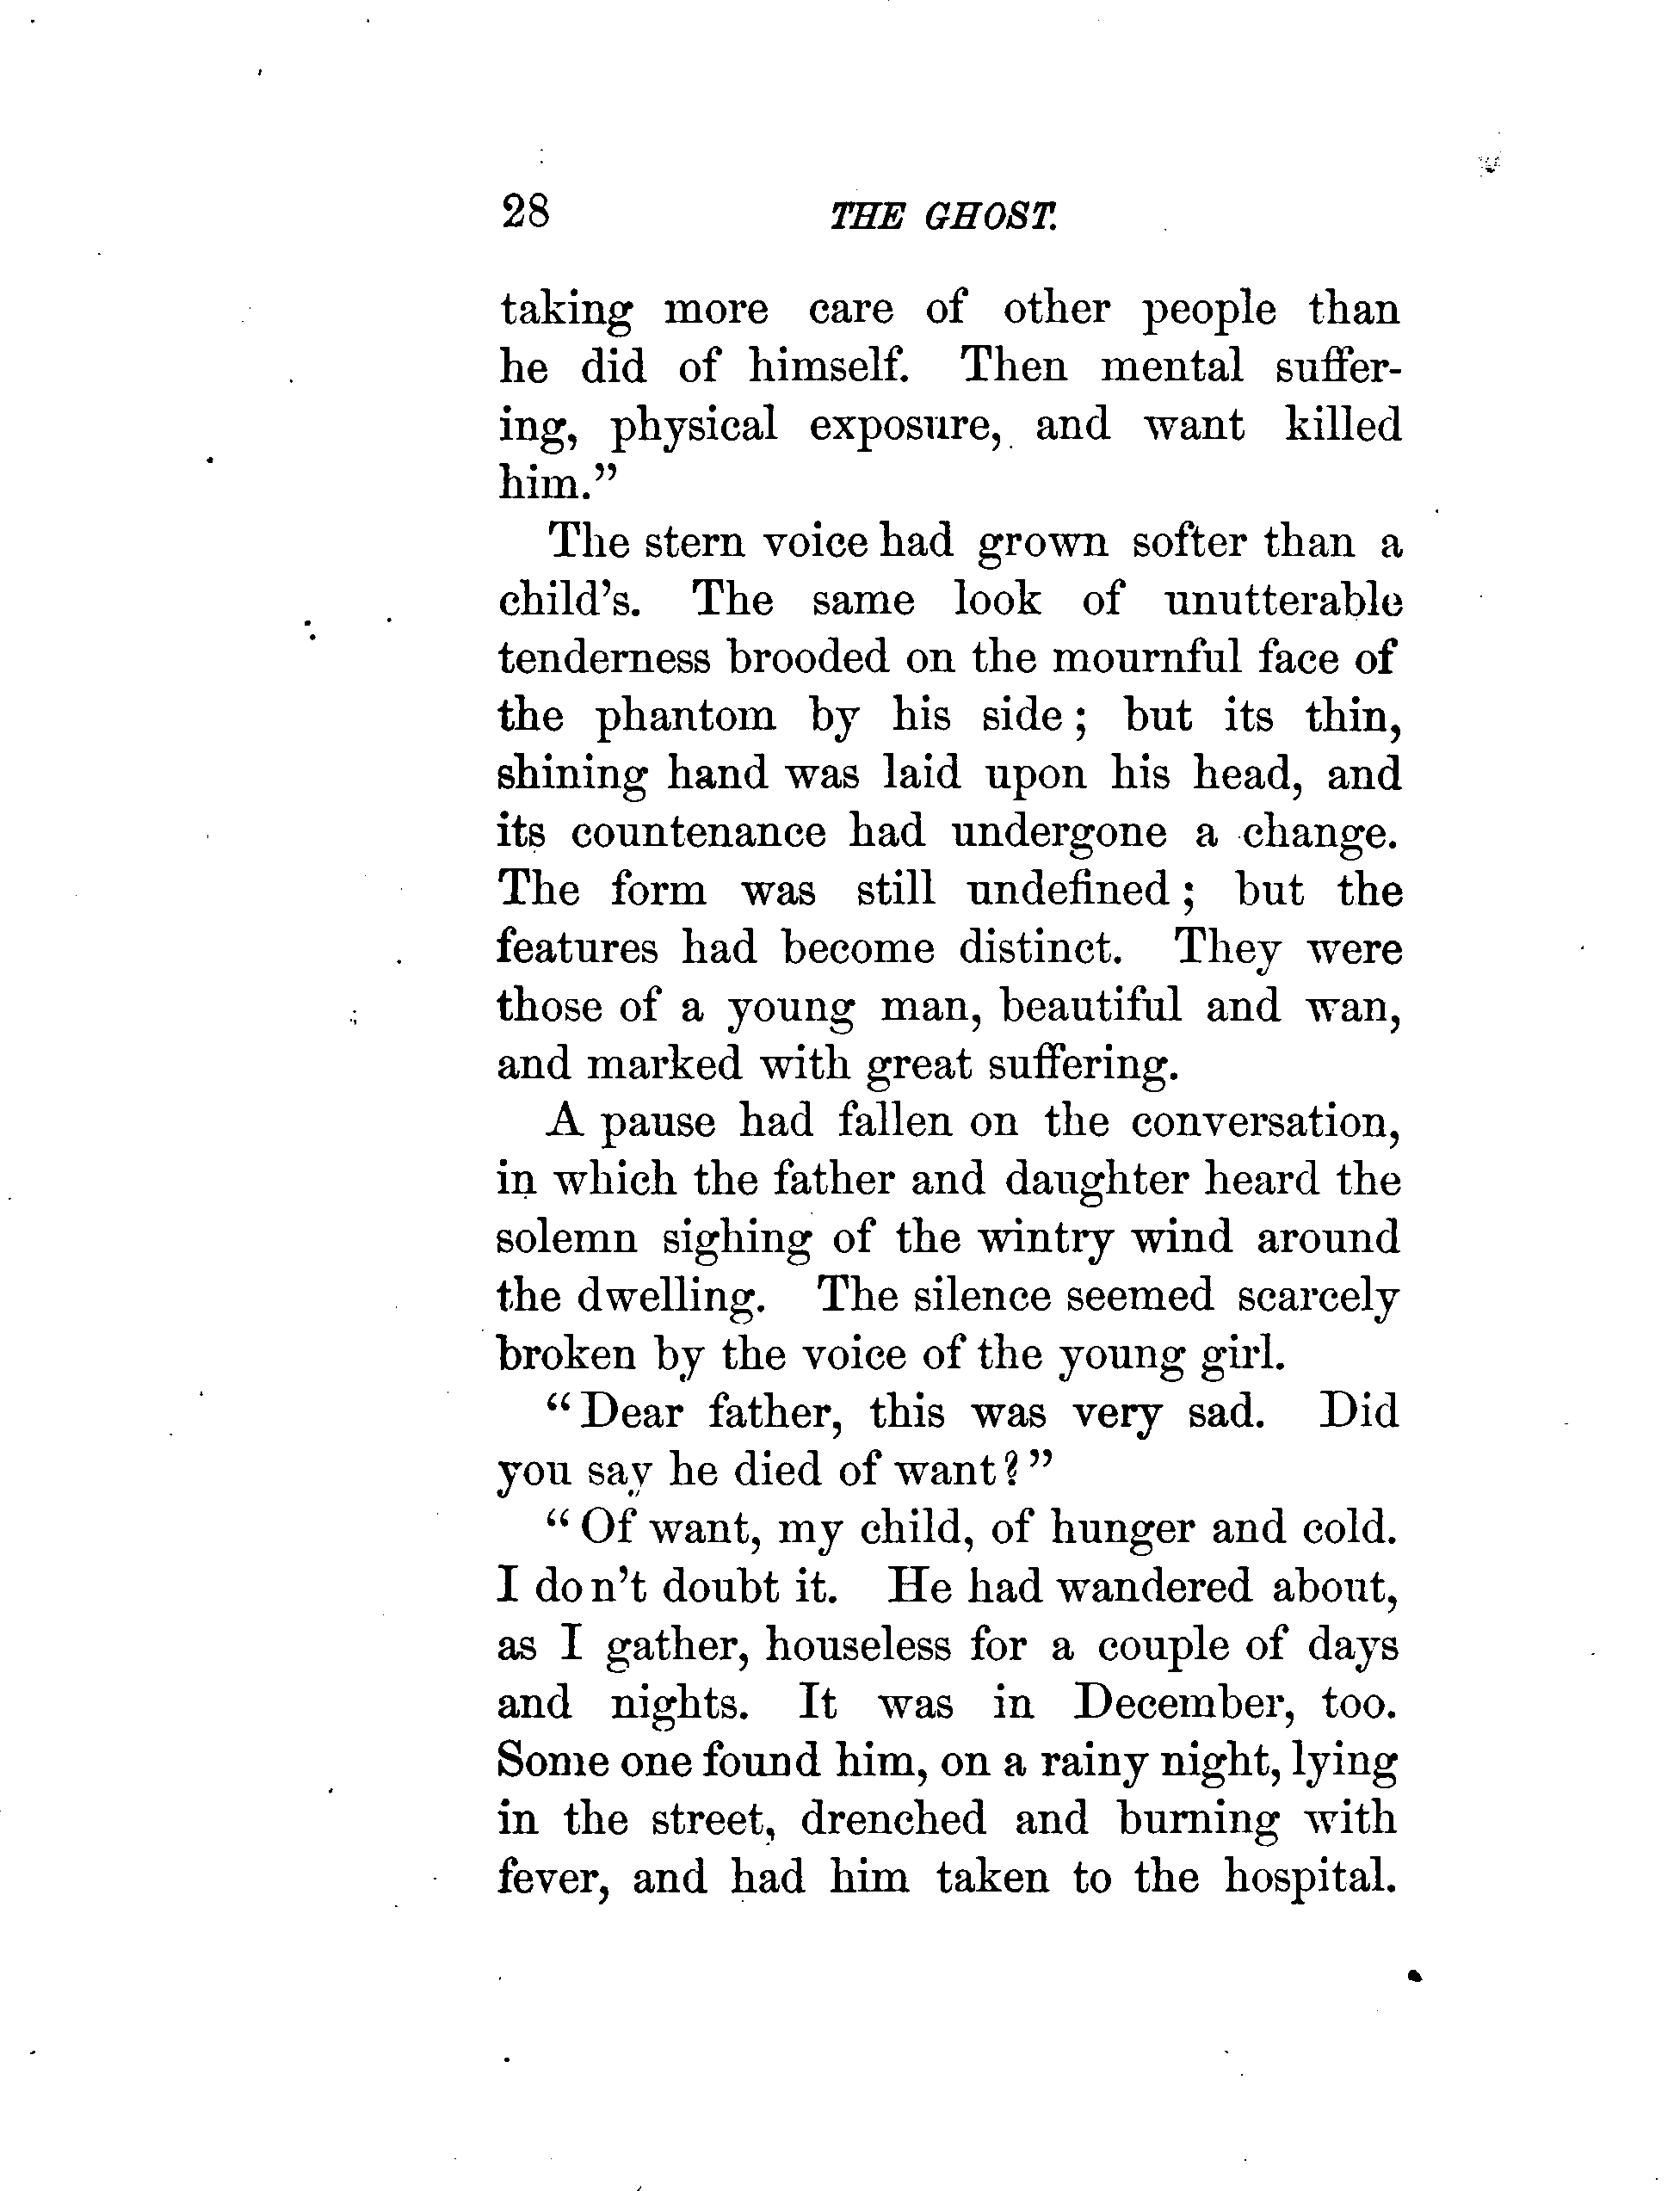 28 THE GHOST.
taking more care of other people than
he did of himself. Then mental suffer-
ing, physical exposure, and want killed
him.”
The stern voice had grown softer than a
child’s. The same look of unutterable
tenderness brooded on the mournful face of
the phantom by his side; but its thin,
shining hand was laid upon his head, and
its countenance had undergone a change.
The form was still undefined; but the
features had become distinct. They were
those of a young man, beautiful and wan,
and marked with great suffering.
A pause had fallen on the conversation,
in which the father and daughter heard the
solemn sighing of the wintry wind around
the dwelling. The silence seemed scarcely
broken by the voice of the young girl.
“Dear father, this was very sad. Did
you say he died of want?”
“Of want, my child, of hunger and cold.
I don’t doubt it. He had wandered about,
as I gather, houseless for a couple of days
and nights. It was in December, too.
Some one found him, on a rainy night, lying
in the street, drenched and burning with
fever, and had him taken to the hospital.